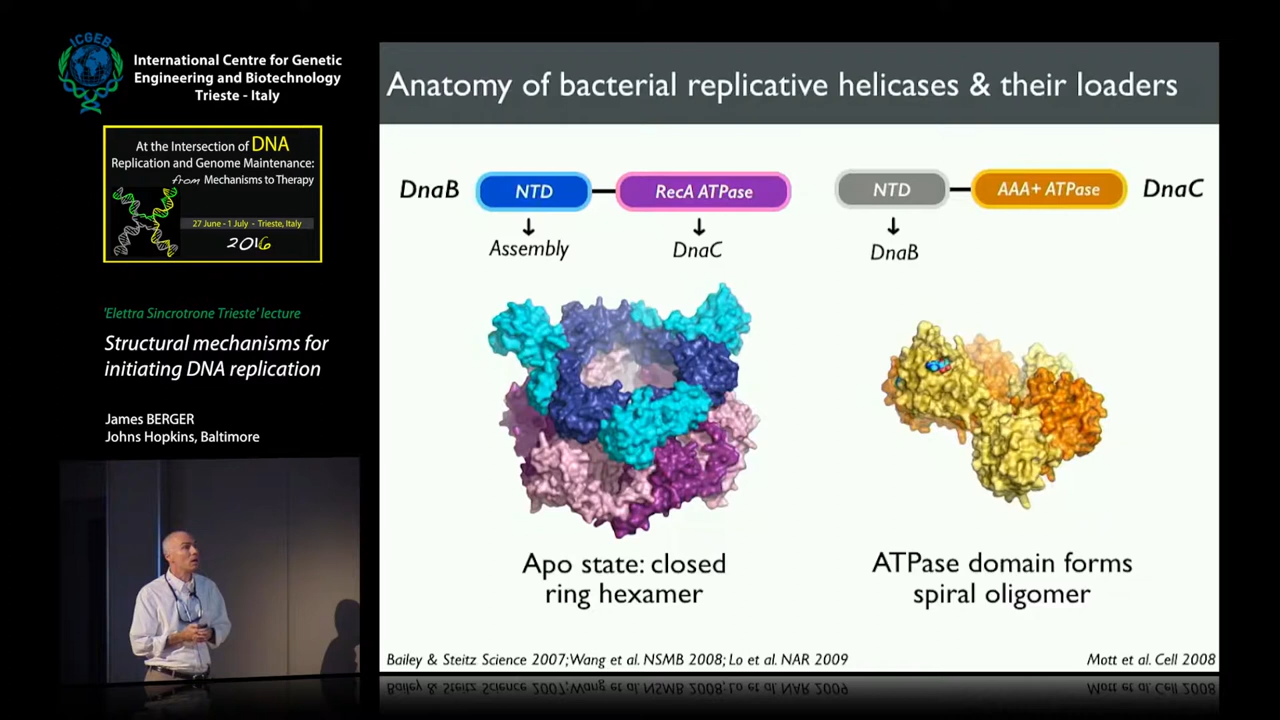 ICGEB
International Centre for Genetic
Engineering and Biotechnology
Trieste - Italy
At the Intersection of DNA
Replication and Genome Maintenance:
from Mechanisms to Therapy
27 June - 1 July - Trieste, Italy
2016
'Elettra Sincrotrone Trieste' lecture
Structural mechanisms for
initiating DNA replication
James BERGER
Johns Hopkins, Baltimore
Anatomy of bacterial replicative helicases & their loaders
DnaB NTD RecA ATPase
Assembly DnaC
NTD AAA+ ATPase DnaC
DnaB
Apo state: closed
ring hexamer
ATPase domain forms
spiral oligomer
Bailey & Steitz Science 2007; Wang et al. NSMB 2008; Lo et al. NAR 2009
Mott et al. Cell 2008